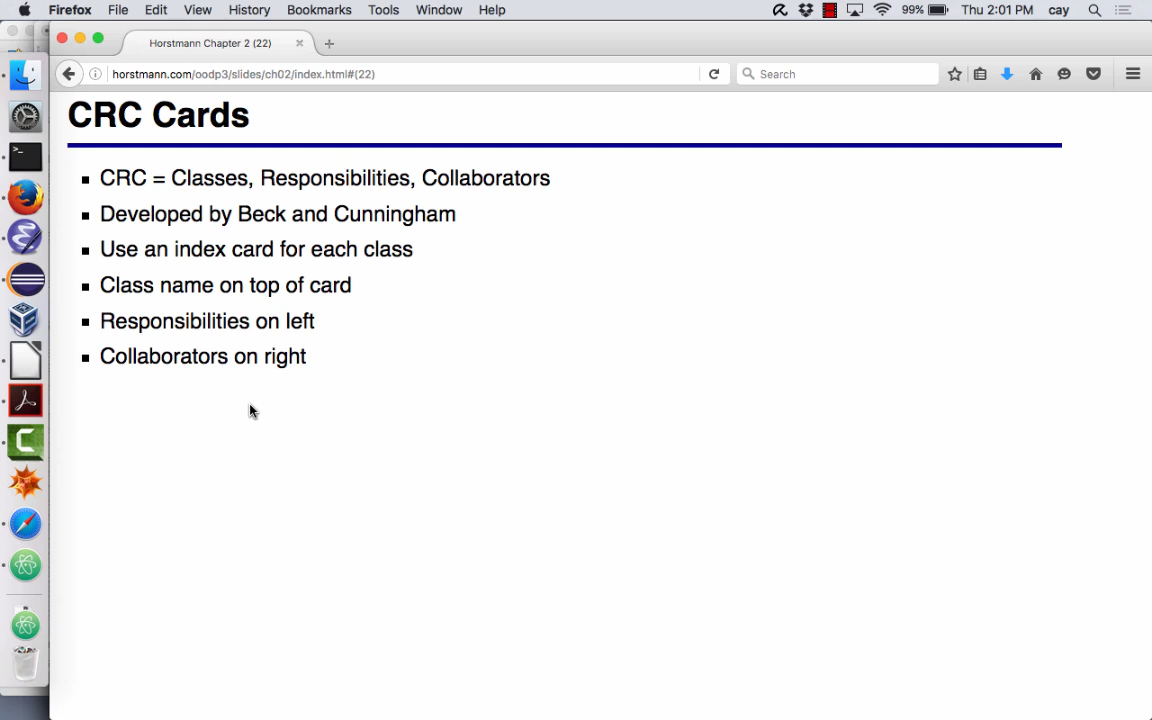 Firefox File Edit View History Bookmarks Tools Window Help 99% Thu 2:01 PM cay
Horstmann Chapter 2 (22)
horstmann.com/oodp3/slides/ch02/index.html#(22) Search
CRC Cards
CRC = Classes, Responsibilities, Collaborators
Developed by Beck and Cunningham
Use an index card for each class
Class name on top of card
Responsibilities on left
Collaborators on right